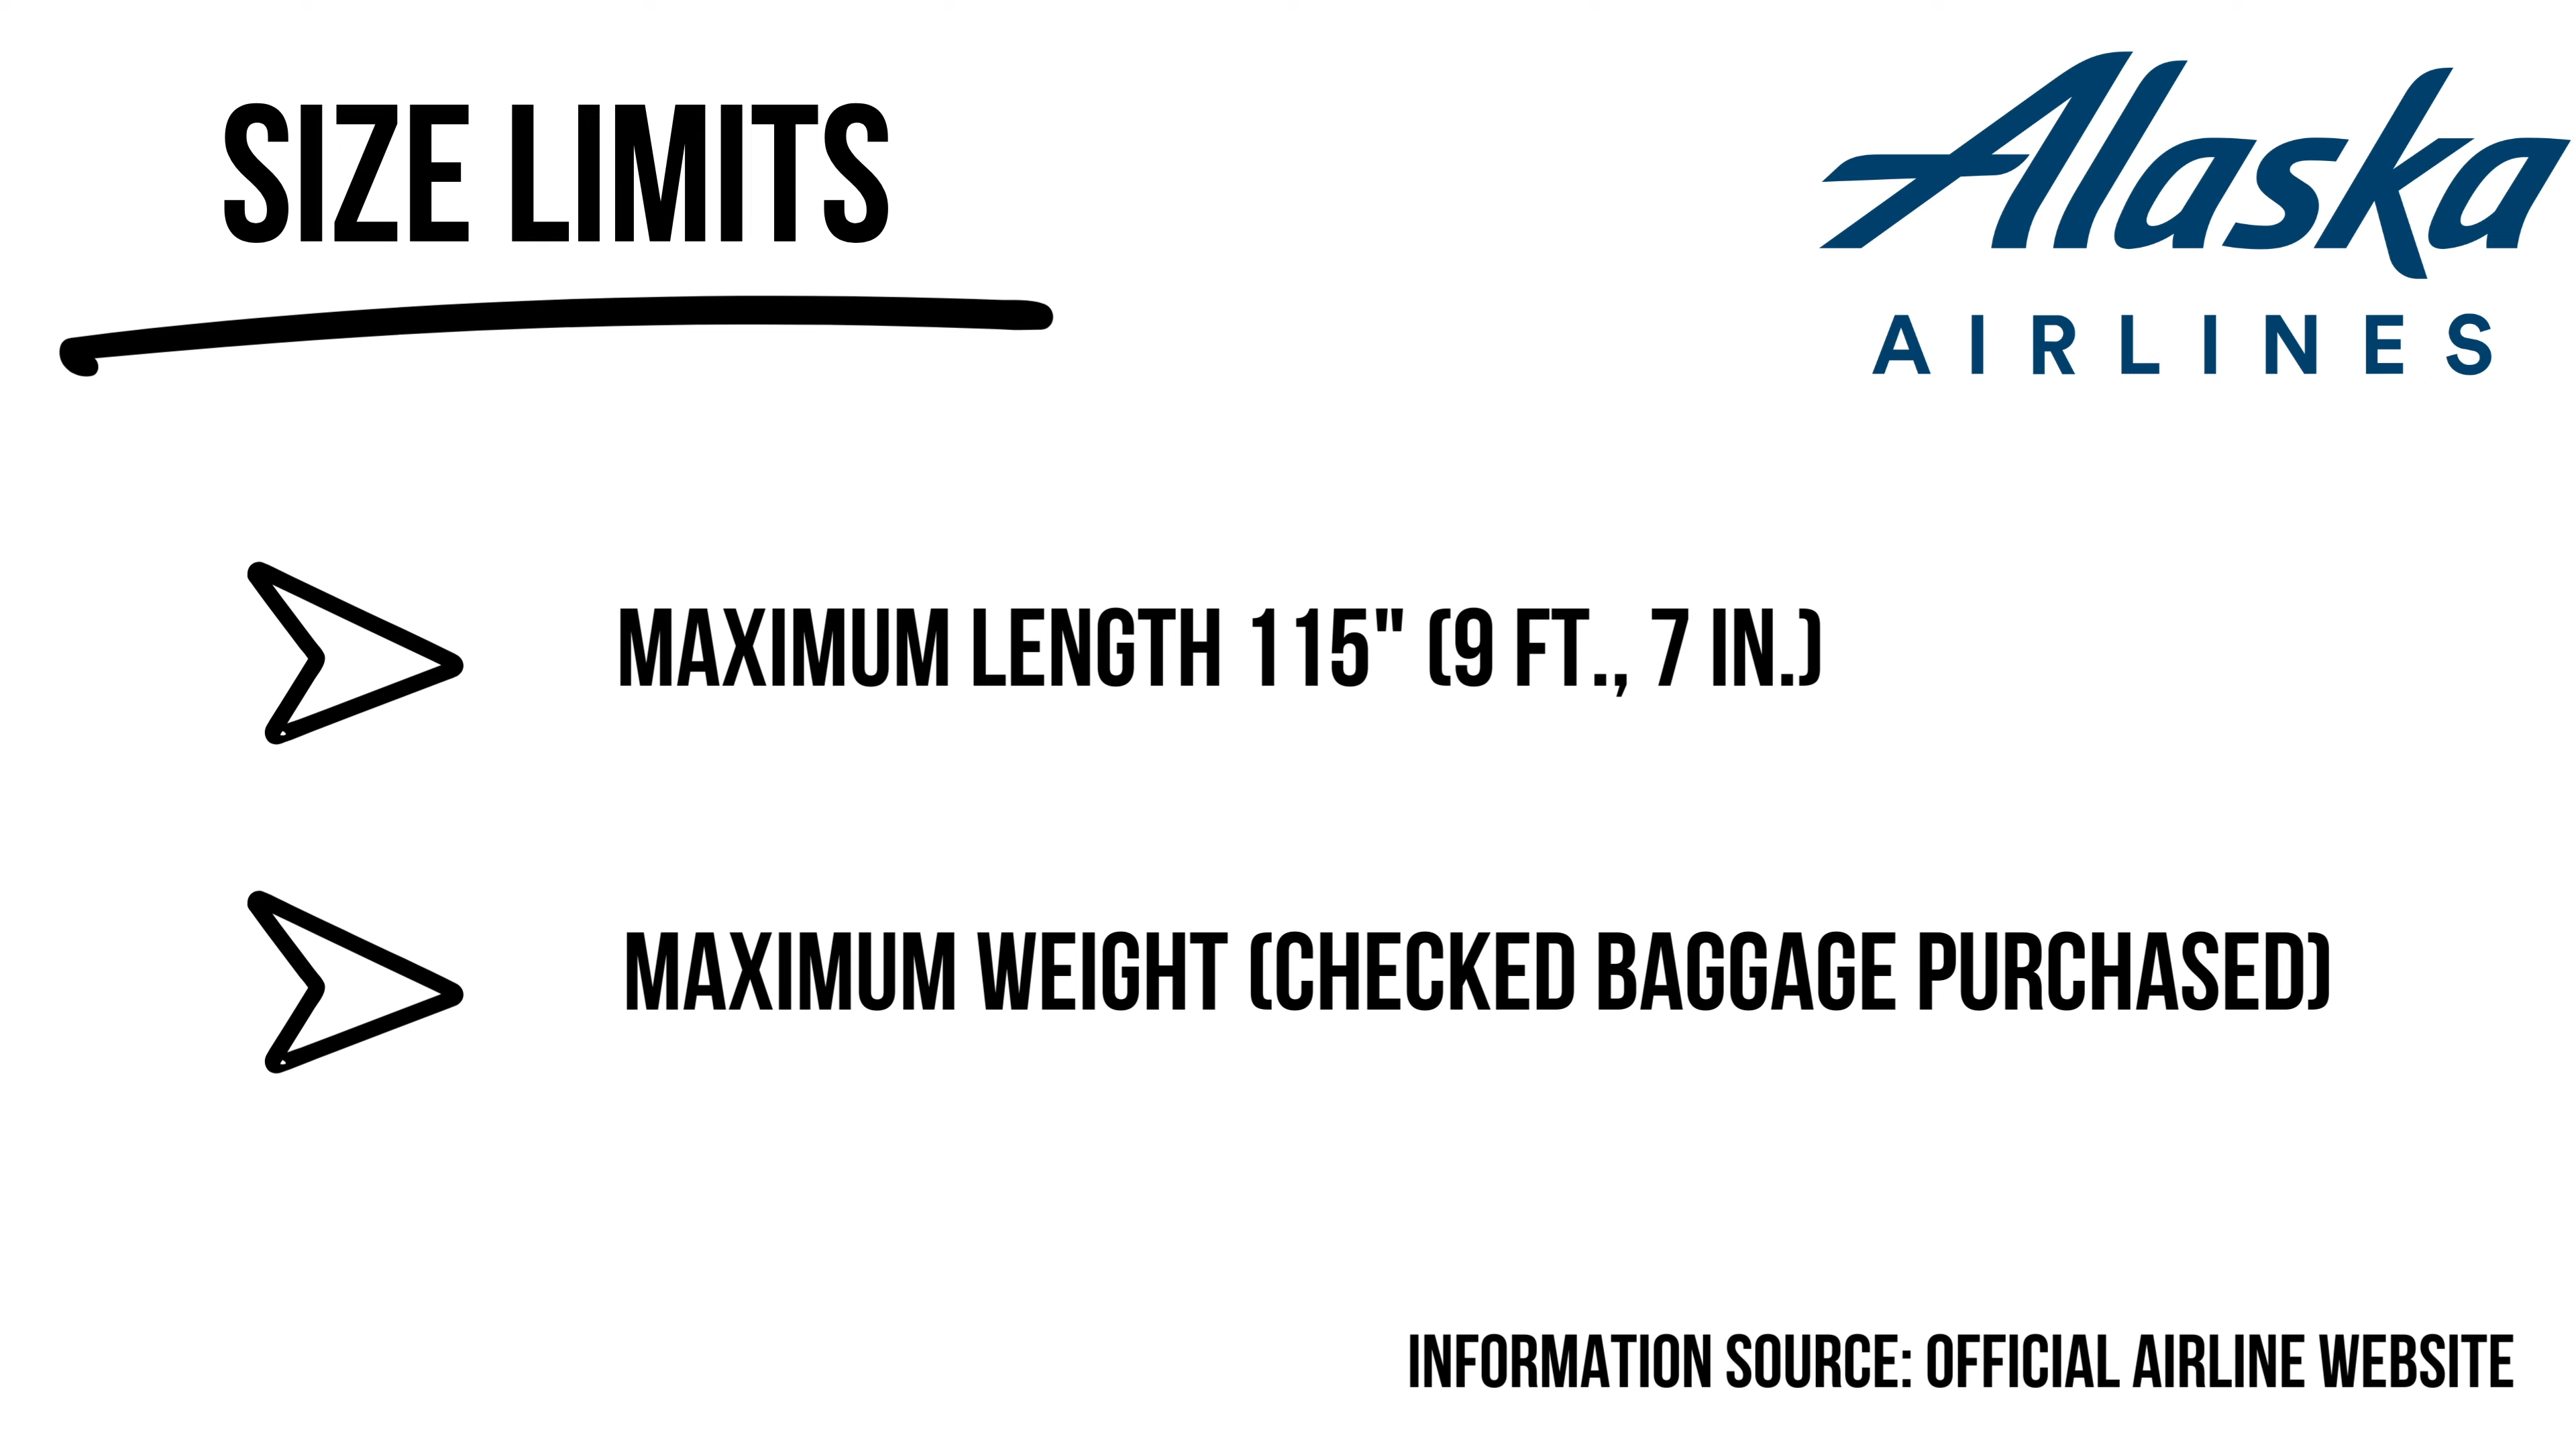 SIZE LIMITS
Alaska
AIRLINES
MAXIMUM LENGTH 115" (9 FT., 7 IN.)
MAXIMUM WEIGHT (CHECKED BAGGAGE PURCHASED)
INFORMATION SOURCE: OFFICIAL AIRLINE WEBSITE